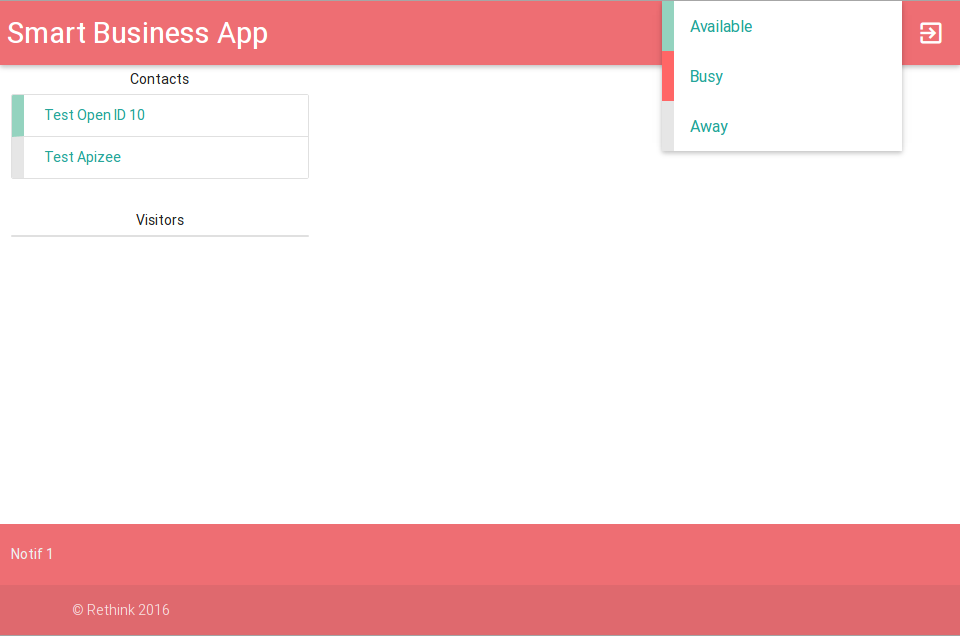 Smart Business App
Available
Busy
Away
Contacts
Test Open ID 10
Test Apizee
Visitors
Notif 1
© Rethink 2016